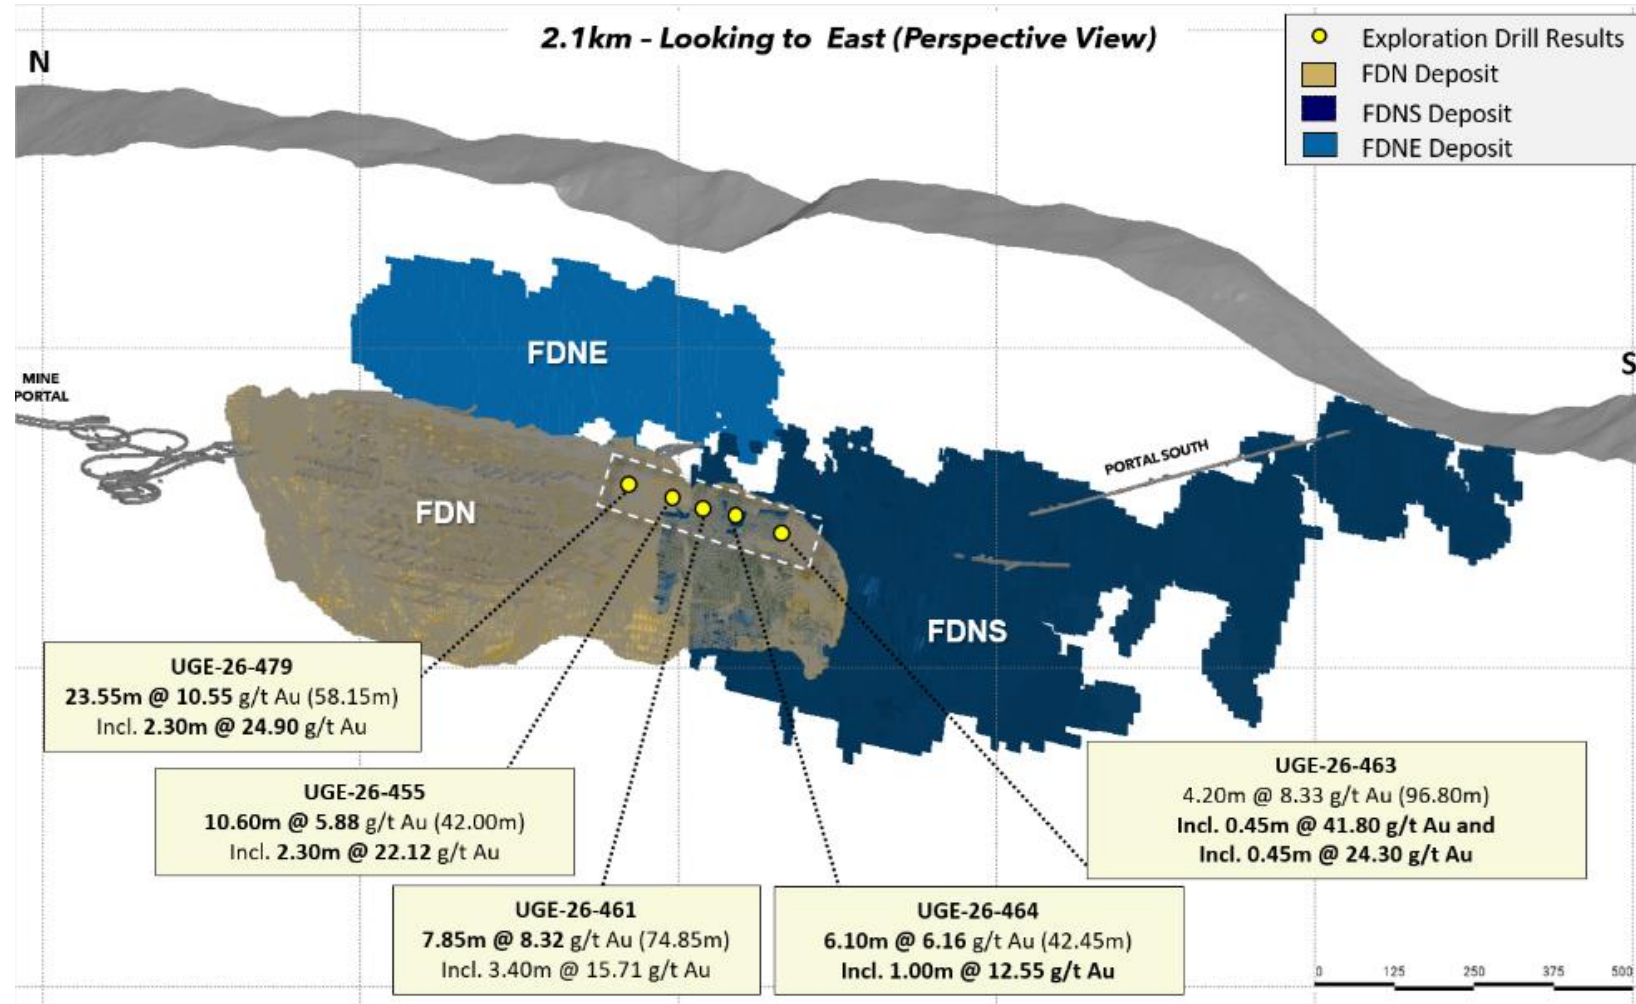 2.1km - Looking to East (Perspective View)
N
Exploration Drill Results
FDN Deposit
FDNS Deposit
FDNE Deposit
FDNE
S
MINE
PORTAL
PORTAL SOUTH
FDN
FDNS
UGE-26-479
23.55m @ 10.55 g/t Au (58.15m)
Incl. 2.30m @ 24.90 g/t Au
UGE-26-455
10.60m @ 5.88 g/t Au (42.00m)
Incl. 2.30m @ 22.12 g/t Au
UGE-26-461
7.85m @ 8.32 g/t Au (74.85m)
Incl. 3.40m @ 15.71 g/t Au
UGE-26-464
6.10m @ 6.16 g/t Au (42.45m)
Incl. 1.00m @ 12.55 g/t Au
UGE-26-463
4.20m @ 8.33 g/t Au (96.80m)
Incl. 0.45m @ 41.80 g/t Au and
Incl. 0.45m @ 24.30 g/t Au
0 125 250 375 500